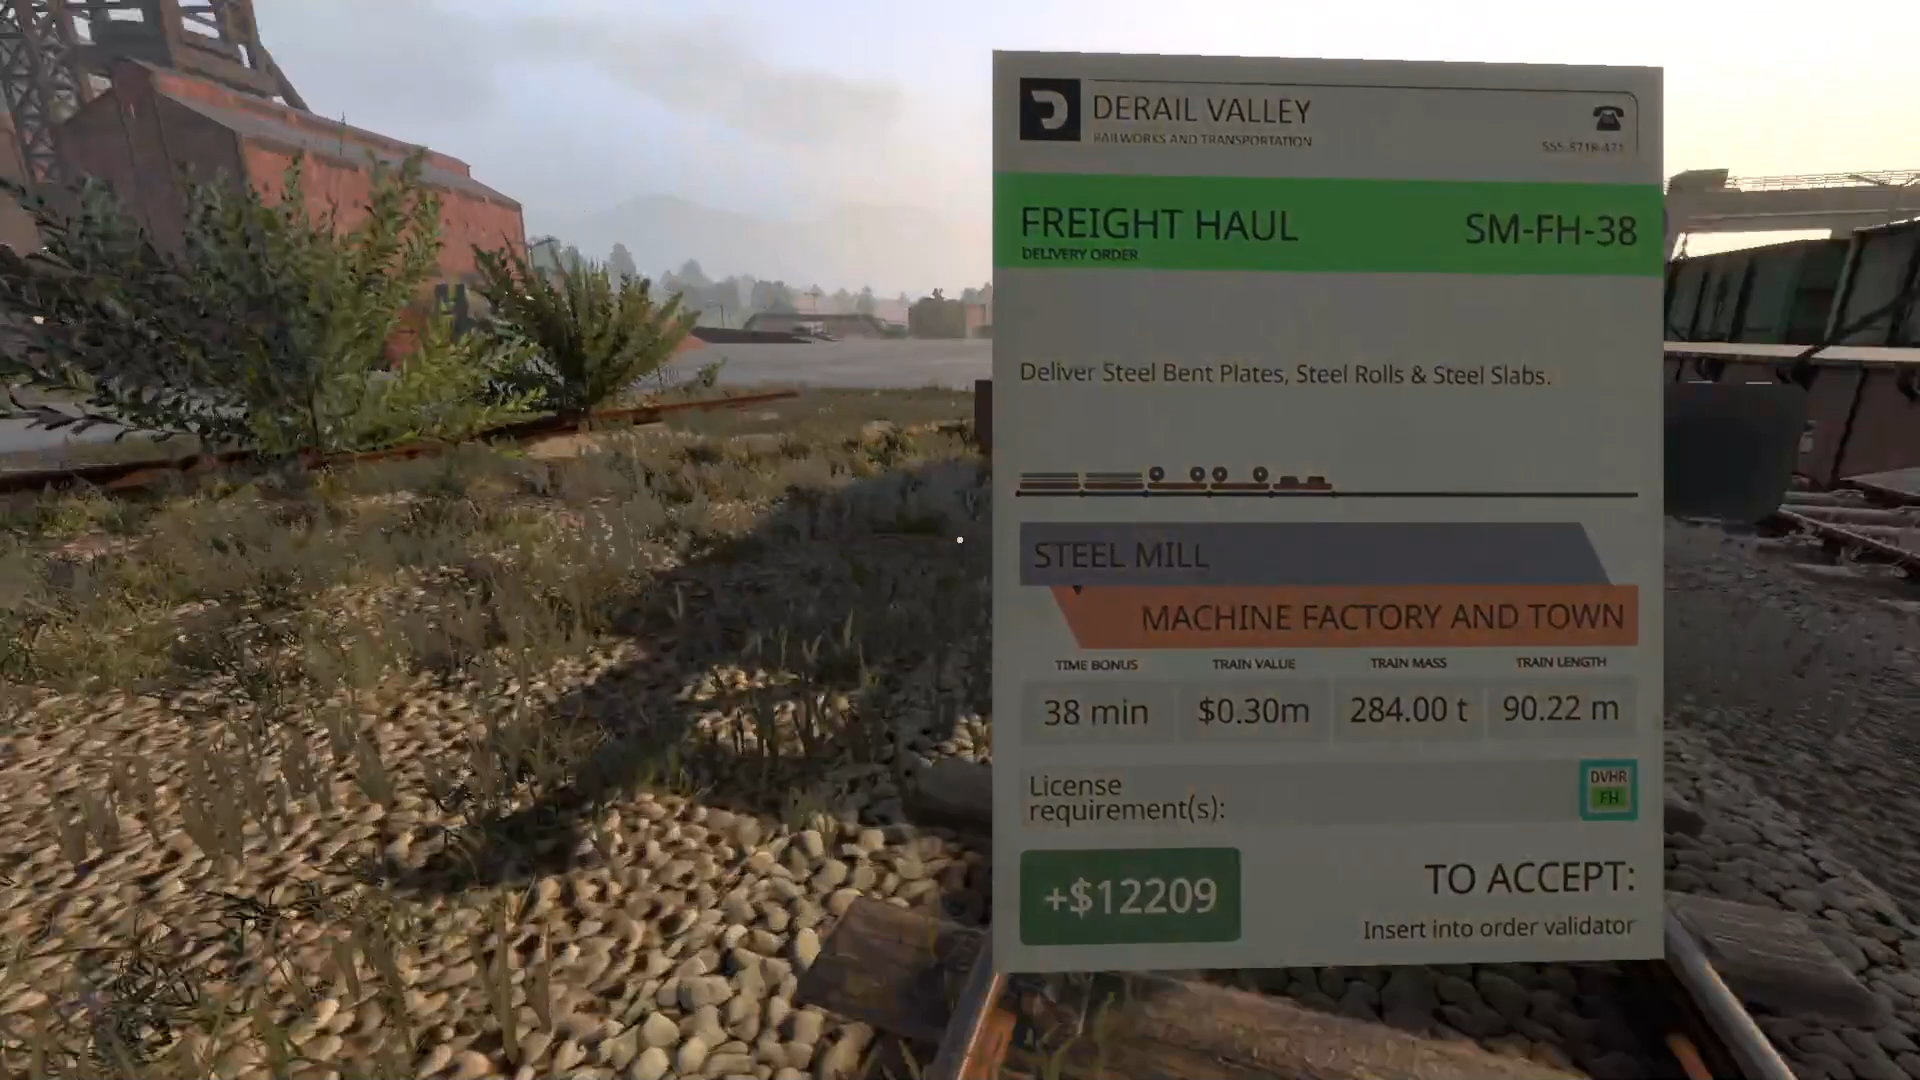 DERAIL VALLEY
RAILWORKS AND TRANSPORTATION
FREIGHT HAUL
SM-FH-38
DELIVERY ORDER
Deliver Steel Bent Plates, Steel Rolls & Steel Slabs.
STEEL MILL
MACHINE FACTORY AND TOWN
TIME BONUS
TRAIN VALUE
TRAIN MASS
TRAIN LENGTH
38 min
$0.30m
284.00 t
90.22 m
License
requirement(s):
DVHR
FH
+$12209
TO ACCEPT:
Insert into order validator